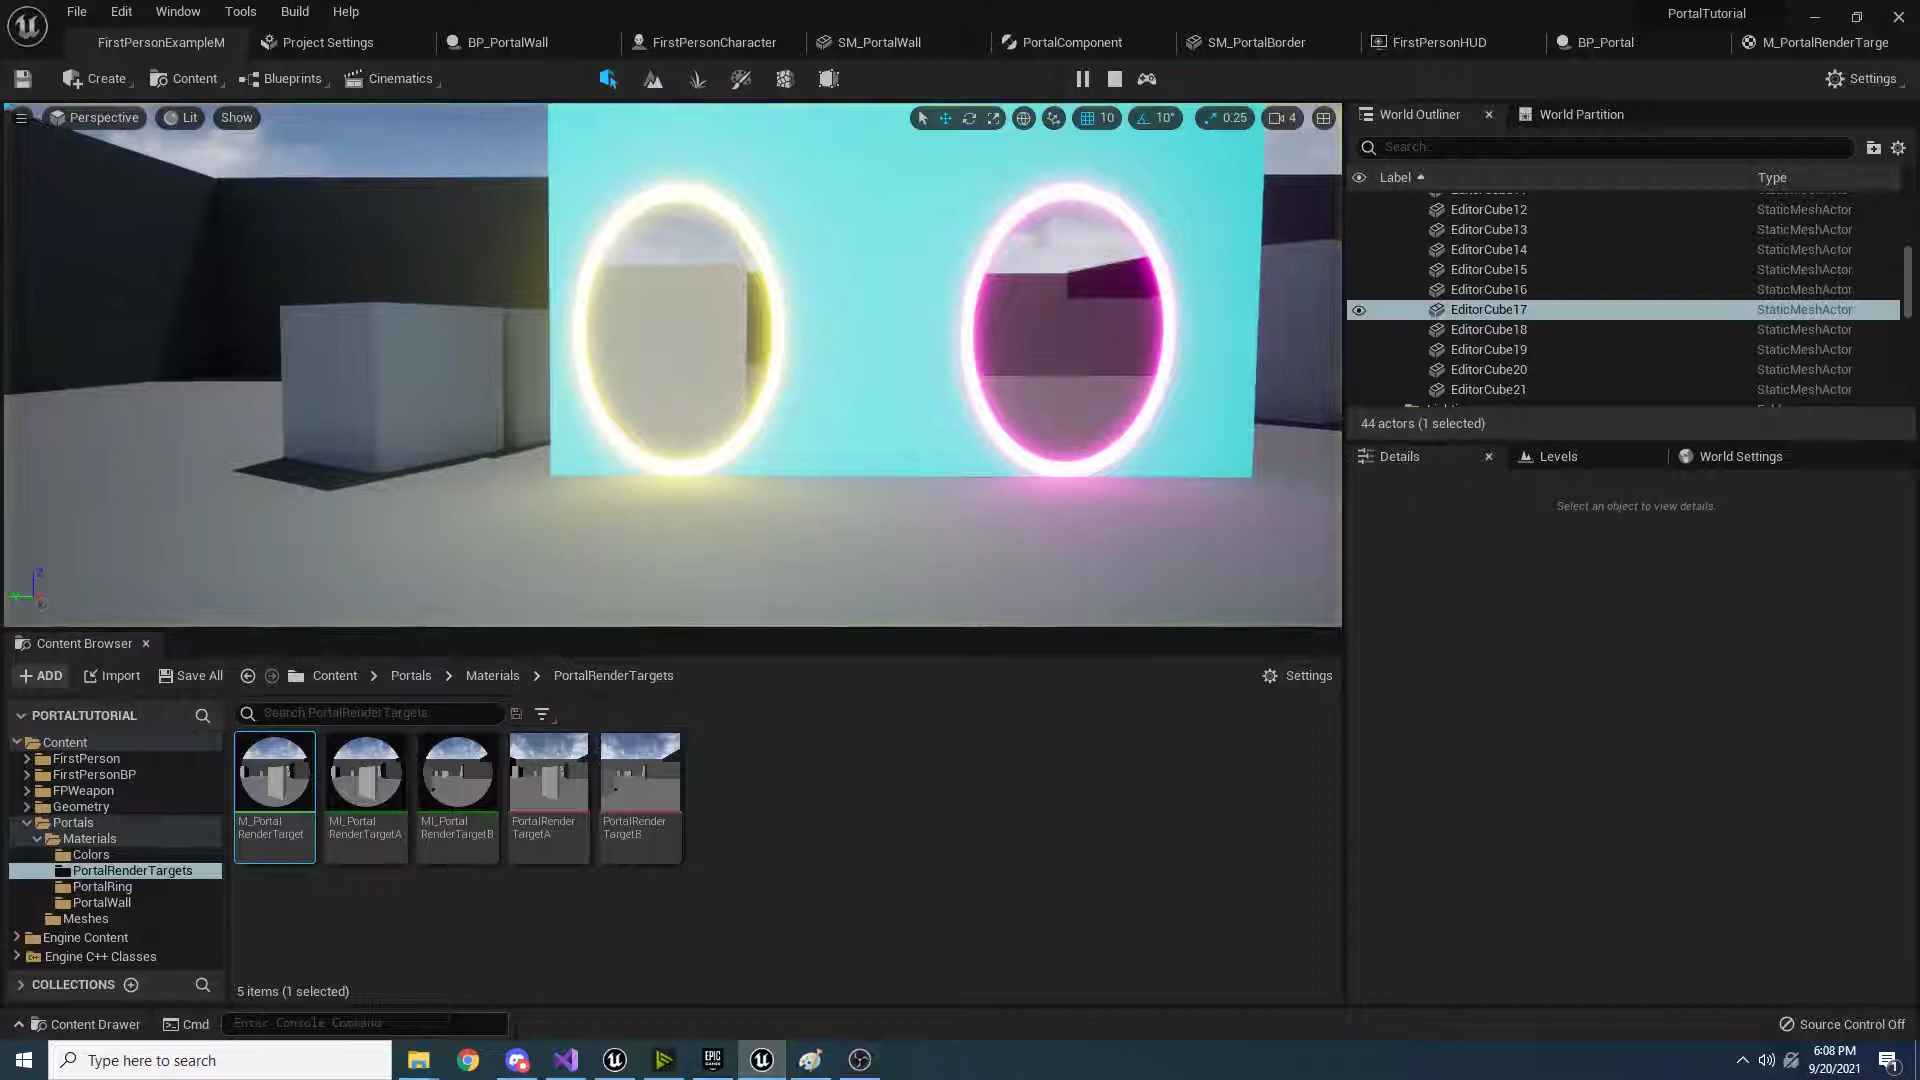 File Edit Window Tools Build Help PortalTutorial
FirstPersonExampleM Project Settings BP_PortalWall FirstPersonCharacter SM_PortalWall PortalComponent SM_PortalBorder FirstPersonHUD BP_Portal M_PortalRenderTarge
Create Content Blueprints Cinematics Settings
Perspective Lit Show 10 10° 0.25 4
World Outliner World Partition
Search...
Label Type
EditorCube12 StaticMeshActor
EditorCube13 StaticMeshActor
EditorCube14 StaticMeshActor
EditorCube15 StaticMeshActor
EditorCube16 StaticMeshActor
EditorCube17 StaticMeshActor
EditorCube18 StaticMeshActor
EditorCube19 StaticMeshActor
EditorCube20 StaticMeshActor
EditorCube21 StaticMeshActor
44 actors (1 selected)
Details Levels World Settings
Select an object to view details.
Z
Content Browser
ADD Import Save All Content Portals Materials PortalRenderTargets Settings
PORTALTUTORIAL
Search PortalRenderTargets
Content
FirstPerson
FirstPersonBP
FPWeapon
Geometry
Portals
Materials
Colors
PortalRenderTargets
PortalRing
PortalWall
Meshes
Engine Content
Engine C++ Classes
COLLECTIONS
M_Portal
RenderTarget
MI_Portal
RenderTargetA
MI_Portal
RenderTargetB
PortalRender
TargetA
PortalRender
TargetB
5 items (1 selected)
Content Drawer Cmd Enter Console Command Source Control Off
Type here to search
EPIC
GAMES
6:08 PM
9/20/2021
1